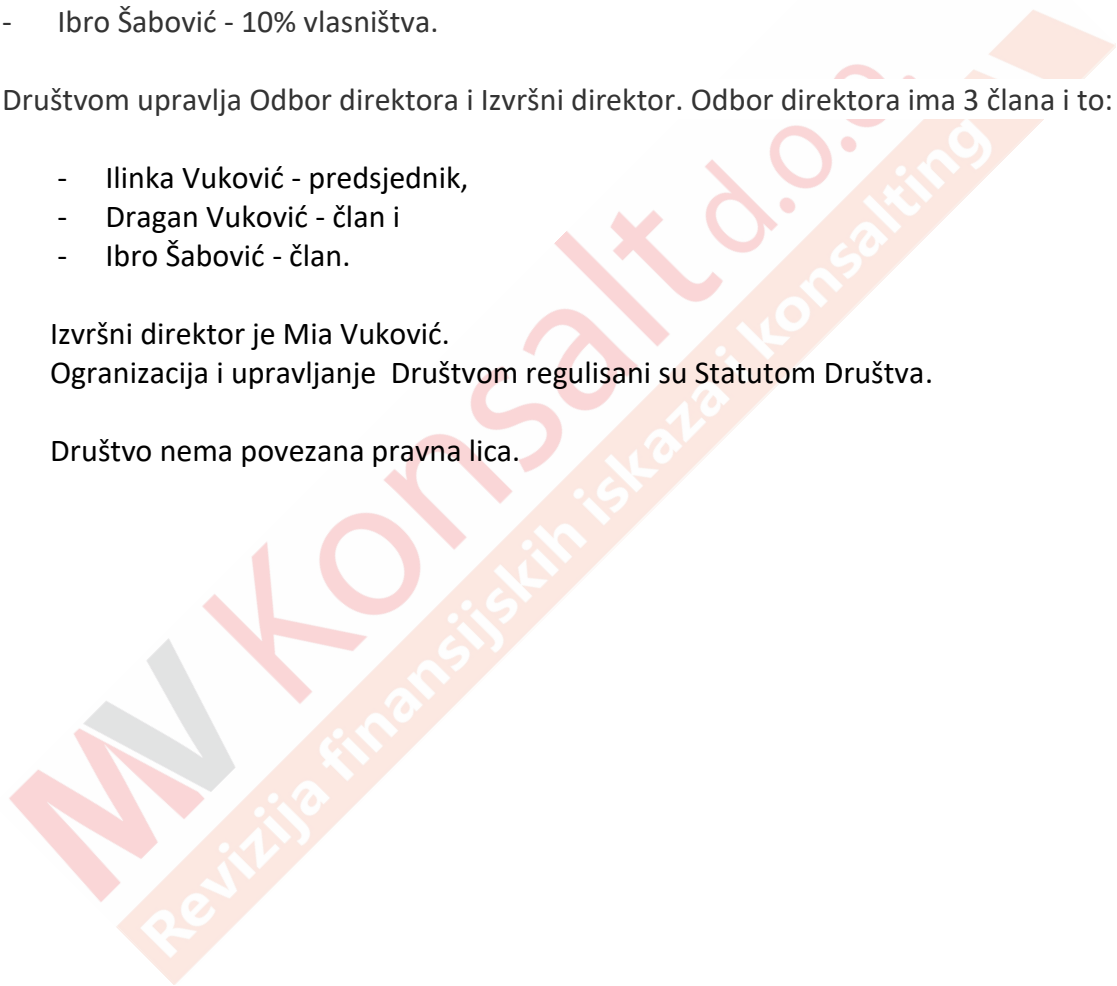 - Ibro Šabović - 10% vlasništva.
Društvom upravlja Odbor direktora i Izvršni direktor. Odbor direktora ima 3 člana i to:
- Ilinka Vuković - predsjednik,
- Dragan Vuković - član i
- Ibro Šabović - član.
Izvršni direktor je Mia Vuković.
Ogranizacija i upravljanje  Društvom regulisani su Statutom Društva.
Društvo nema povezana pravna lica.
MV Konsalt d.o.o.
Revizija finansijskih iskaza i konsalting